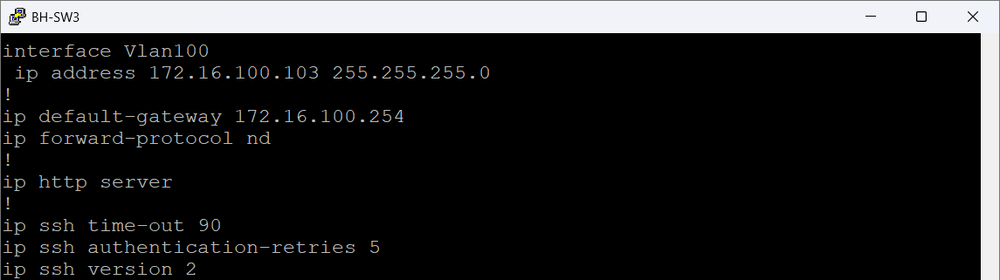 BH-SW3
interface Vlan100
 ip address 172.16.100.103 255.255.255.0
!
ip default-gateway 172.16.100.254
ip forward-protocol nd
!
ip http server
!
ip ssh time-out 90
ip ssh authentication-retries 5
ip ssh version 2